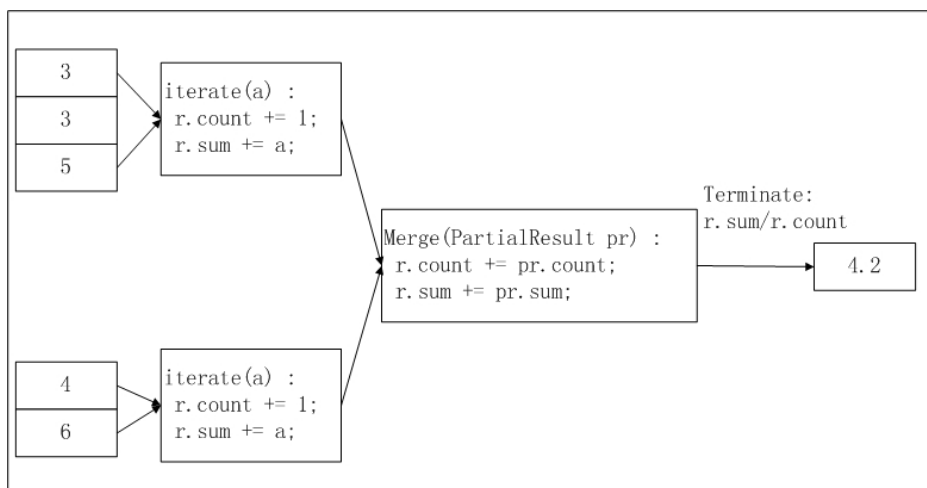 3
3
5
iterate(a) :
r.count += 1;
r.sum += a;
Merge(PartialResult pr) :
r.count += pr.count;
r.sum += pr.sum;
Terminate:
r.sum/r.count
4.2
4
6
iterate(a) :
r.count += 1;
r.sum += a;